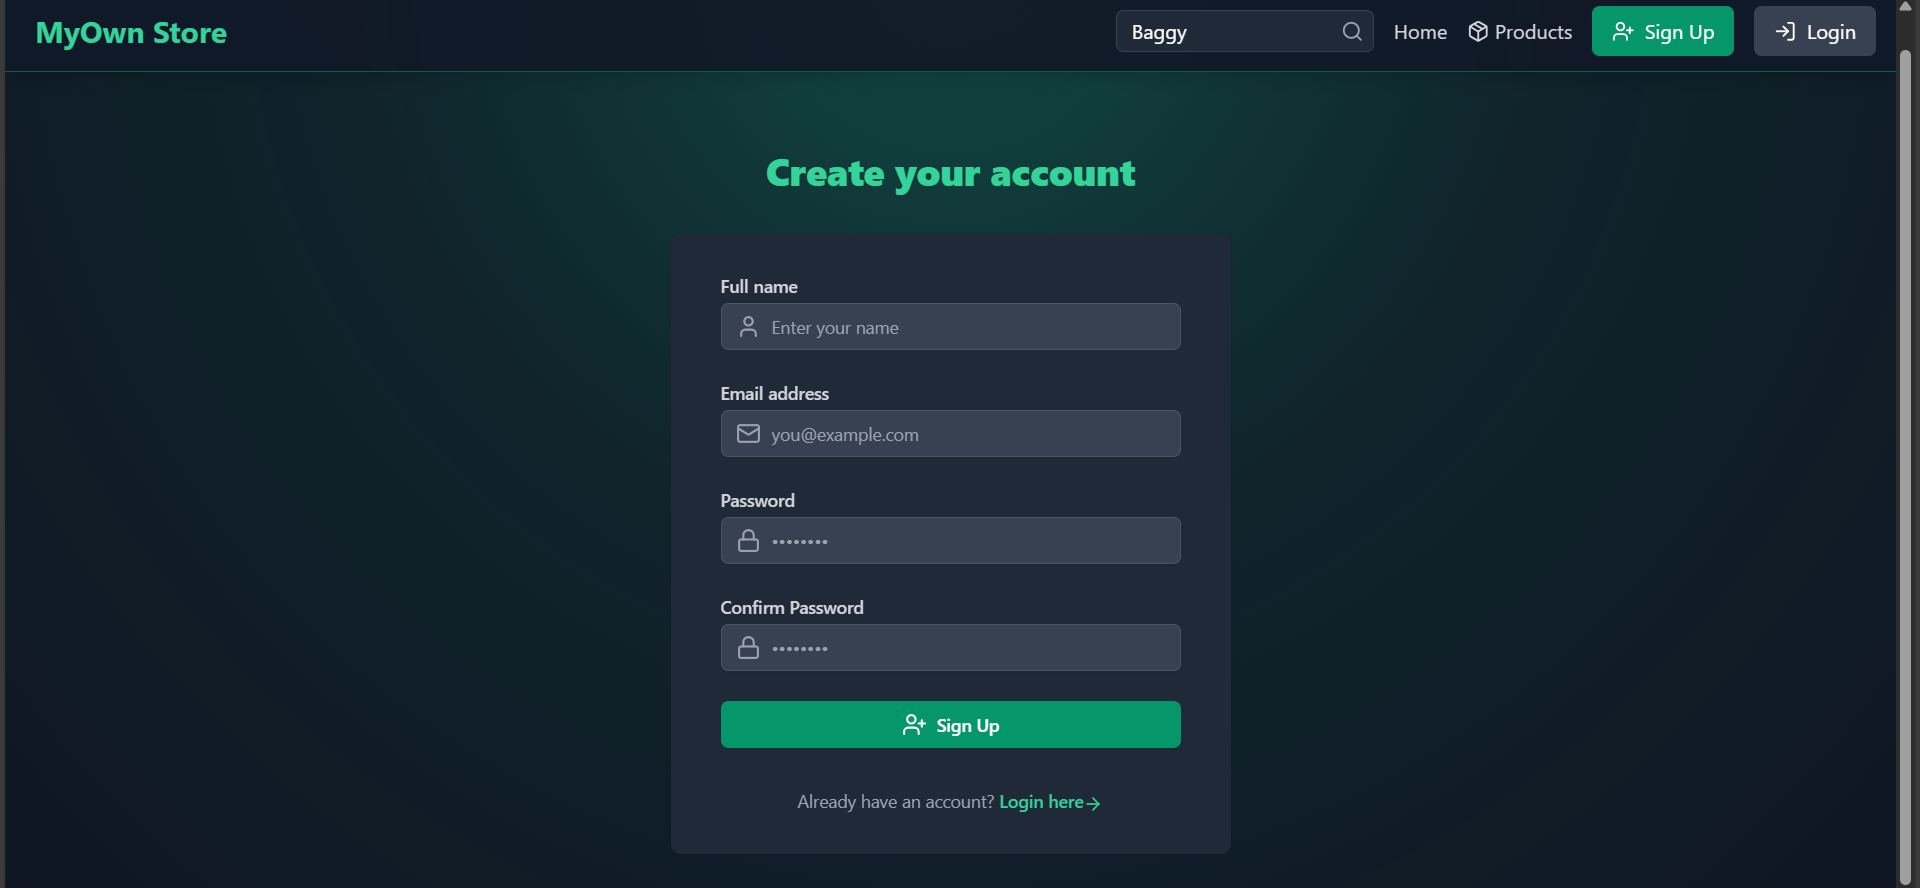 MyOwn Store
Baggy
Home
Products
Sign Up
Login
Create your account
Full name
Enter your name
Email address
you@example.com
Password
••••••••
Confirm Password
••••••••
Sign Up
Already have an account? Login here→